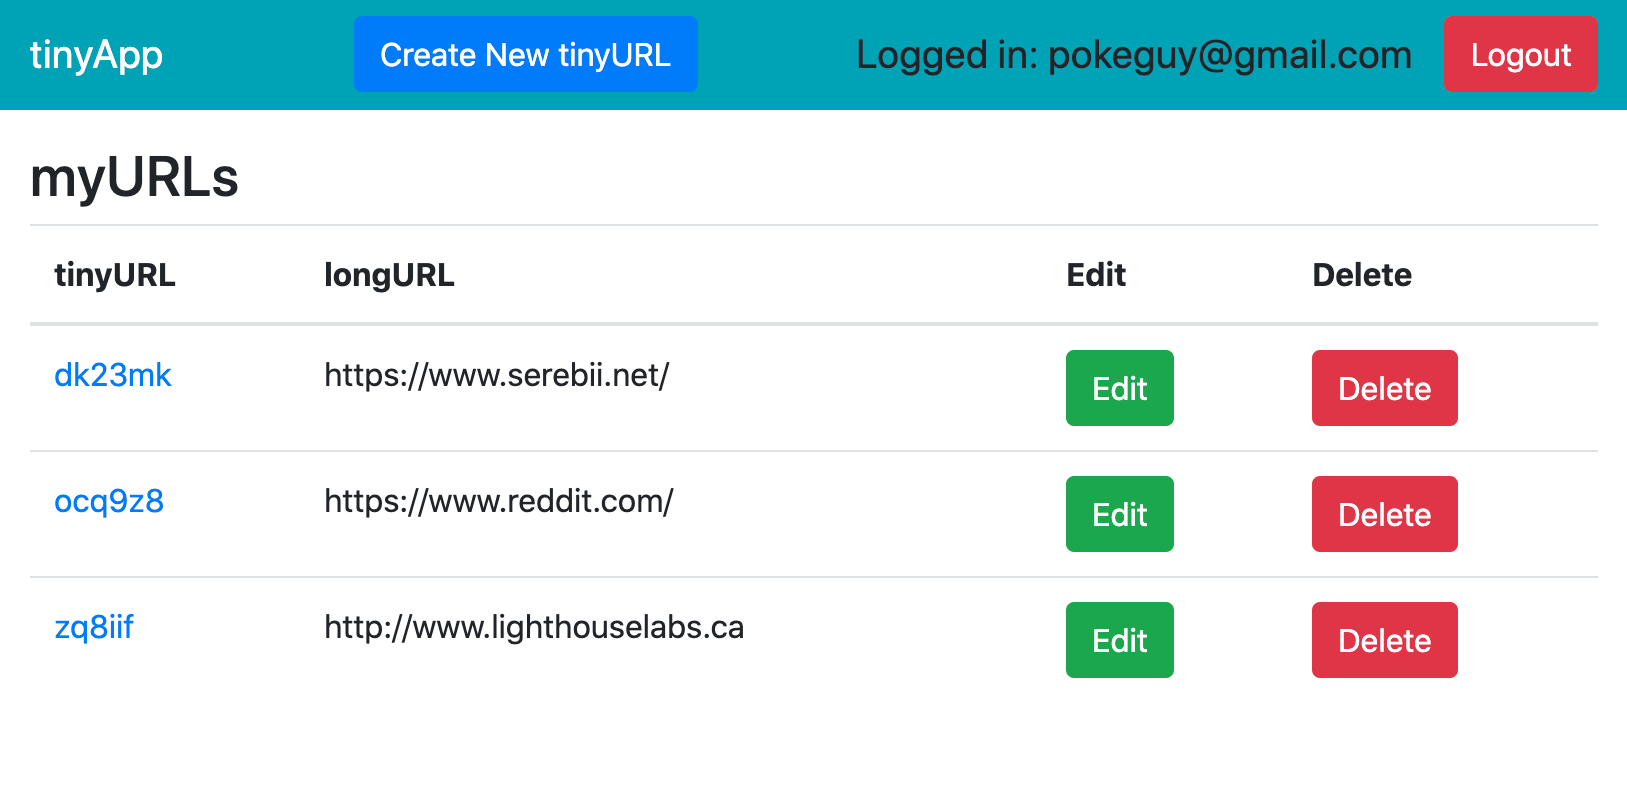 tinyApp Create New tinyURL Logged in: pokeguy@gmail.com Logout
myURLs
tinyURL longURL Edit Delete
dk23mk https://www.serebii.net/ Edit Delete
ocq9z8 https://www.reddit.com/ Edit Delete
zq8iif http://www.lighthouselabs.ca Edit Delete